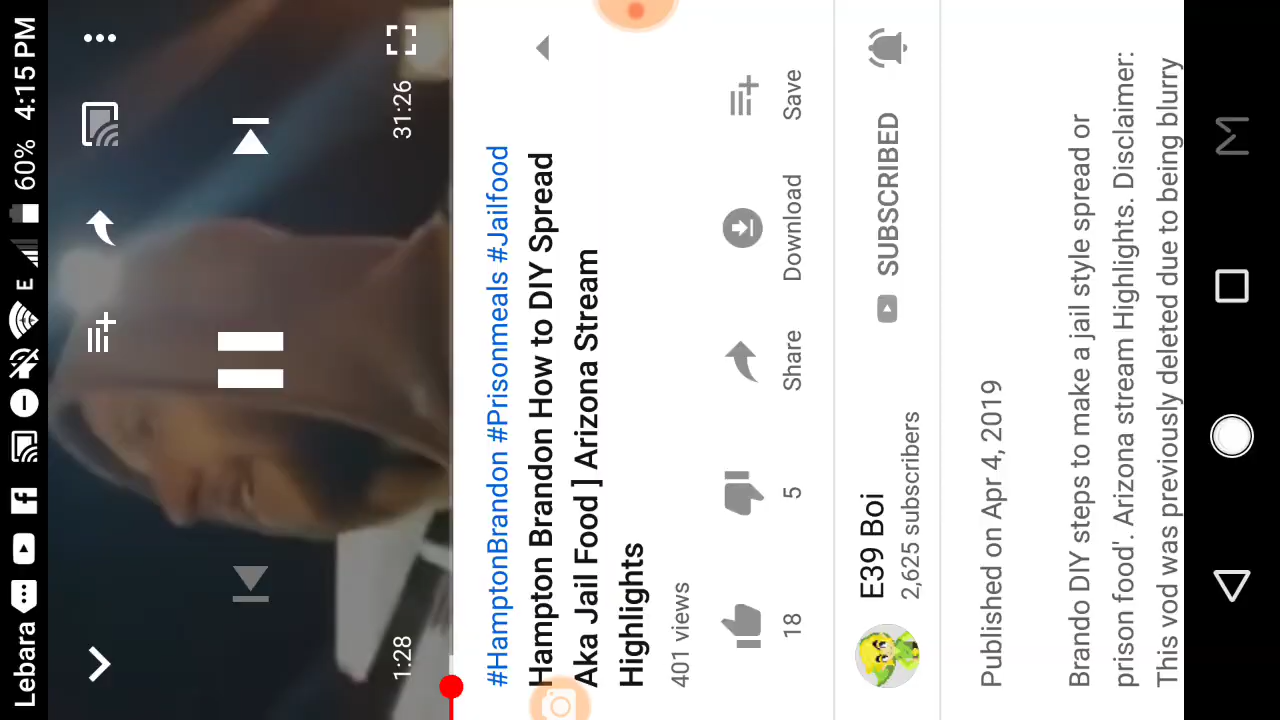 Lebara E 60% 4:15 PM
1:28 31:26
#HamptonBrandon #Prisonmeals #Jailfood
Hampton Brandon How to DIY Spread
Aka Jail Food ] Arizona Stream
Highlights
401 views
18 5 Share Download Save
E39 Boi
2,625 subscribers
SUBSCRIBED
Published on Apr 4, 2019
Brando DIY steps to make a jail style spread or
prison food'. Arizona stream Highlights. Disclaimer:
This vod was previously deleted due to being blurry